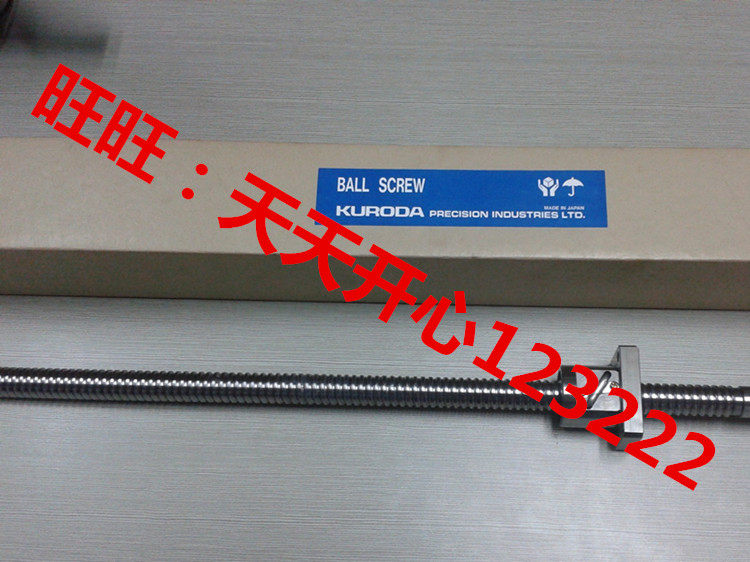 旺旺：天天开心123222
BALL SCREW
MADE IN JAPAN
KURODA PRECISION INDUSTRIES LTD.